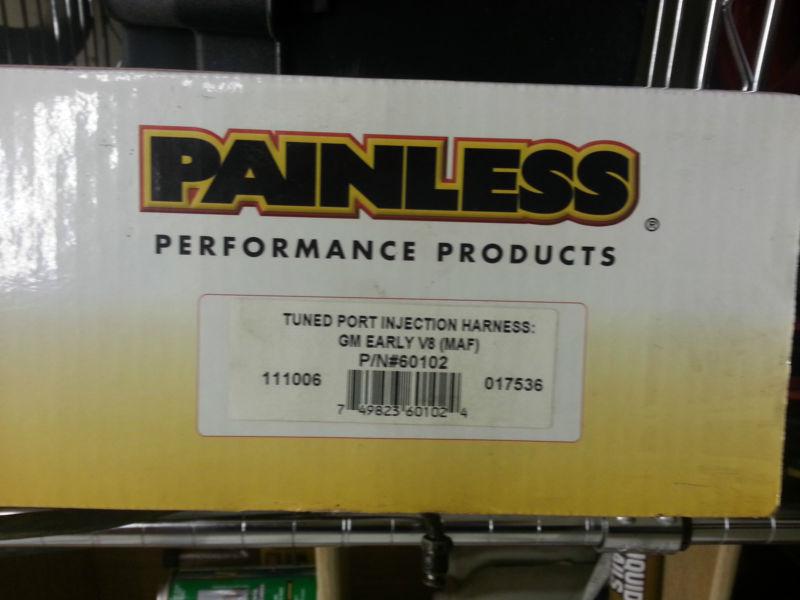 PAINLESS
®
PERFORMANCE PRODUCTS
TUNED PORT INJECTION HARNESS:
GM EARLY V8 (MAF)
P/N#60102
111006
017536
7 49823 60102 4